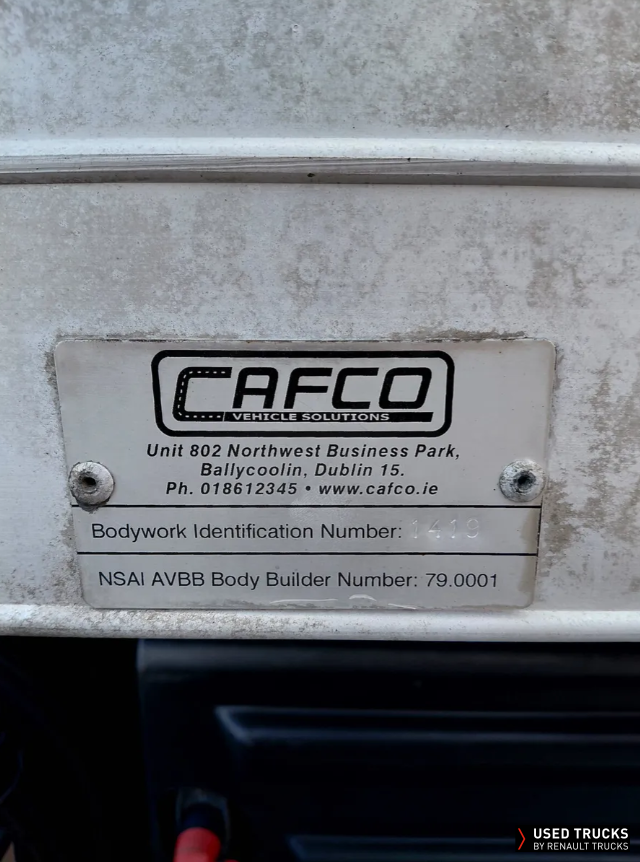 CAFCO
VEHICLE SOLUTIONS
Unit 802 Northwest Business Park,
Ballycoolin, Dublin 15.
Ph. 018612345 • www.cafco.ie
Bodywork Identification Number:
NSAI AVBB Body Builder Number: 79.0001
USED TRUCKS
BY RENAULT TRUCKS